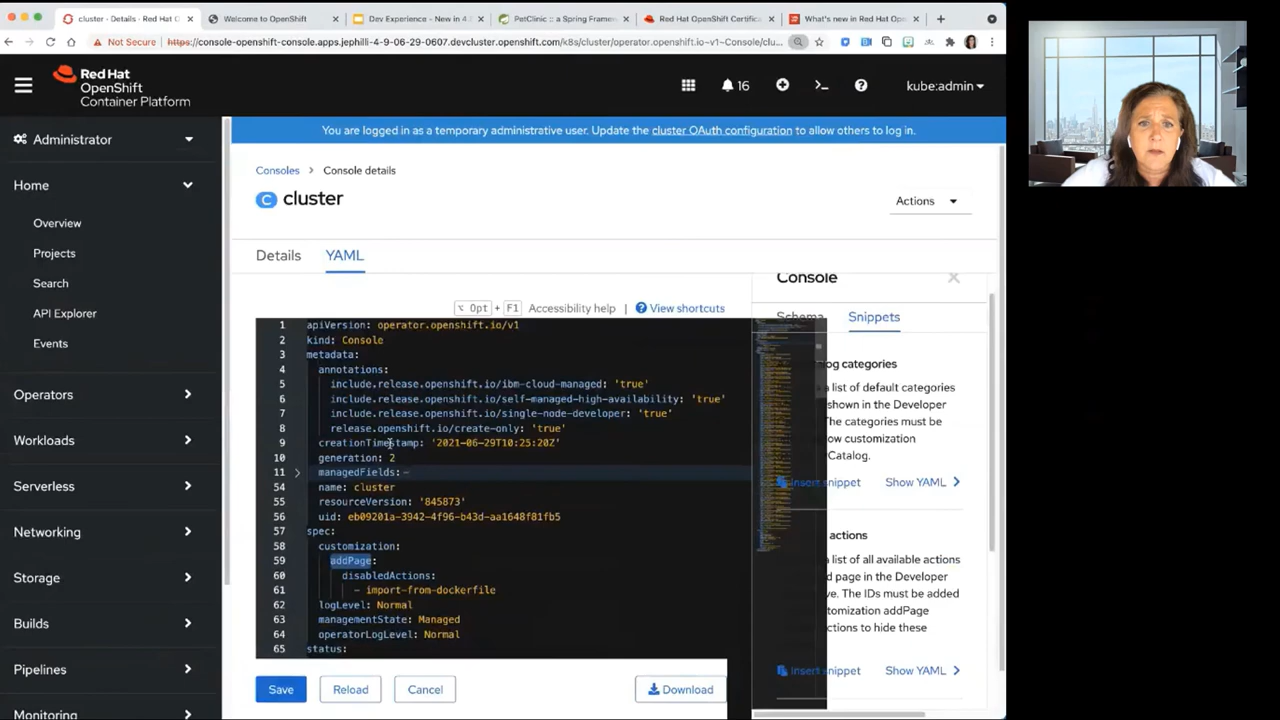 cluster - Details - Red Hat O
Welcome to OpenShift
Dev Experience - New in 4.
PetClinic :: a Spring Framew
Red Hat OpenShift Certifica
What's new in Red Hat Open
Not Secure
https://console-openshift-console.apps.jephilli-4-9-06-29-0607.devcluster.openshift.com/k8s/cluster/operator.openshift.io~v1~Console/clu...
Red Hat
OpenShift
Container Platform
16
kube:admin
You are logged in as a temporary administrative user. Update the cluster OAuth configuration to allow others to log in.
Administrator
Home
Overview
Projects
Search
API Explorer
Events
Operators
Workloads
Serverless
Networking
Storage
Builds
Pipelines
Monitoring
Consoles
Console details
C cluster
Actions
Details
YAML
Opt + F1 Accessibility help | View shortcuts
1 apiVersion: operator.openshift.io/v1
2 kind: Console
3 metadata:
4 annotations:
5 include.release.openshift.io/ibm-cloud-managed: 'true'
6 include.release.openshift.io/self-managed-high-availability: 'true'
7 include.release.openshift.io/single-node-developer: 'true'
8 release.openshift.io/create-only: 'true'
9 creationTimestamp: '2021-06-29T10:25:20Z'
10 generation: 2
11 managedFields:
54 name: cluster
55 resourceVersion: '845873'
56 uid: eb09201a-3942-4f96-b43d-aa1648f81fb5
57 spec:
58 customization:
59 addPage:
60 disabledActions:
61 - import-from-dockerfile
62 logLevel: Normal
63 managementState: Managed
64 operatorLogLevel: Normal
65 status:
Save
Reload
Cancel
Download
Console
Schema
Snippets
log categories
a list of default categories
shown in the Developer
The categories must be
ow customization
Catalog.
Insert snippet
Show YAML
actions
a list of all available actions
d page in the Developer
ve. The IDs must be added
tomization addPage
ctions to hide these
Insert snippet
Show YAML